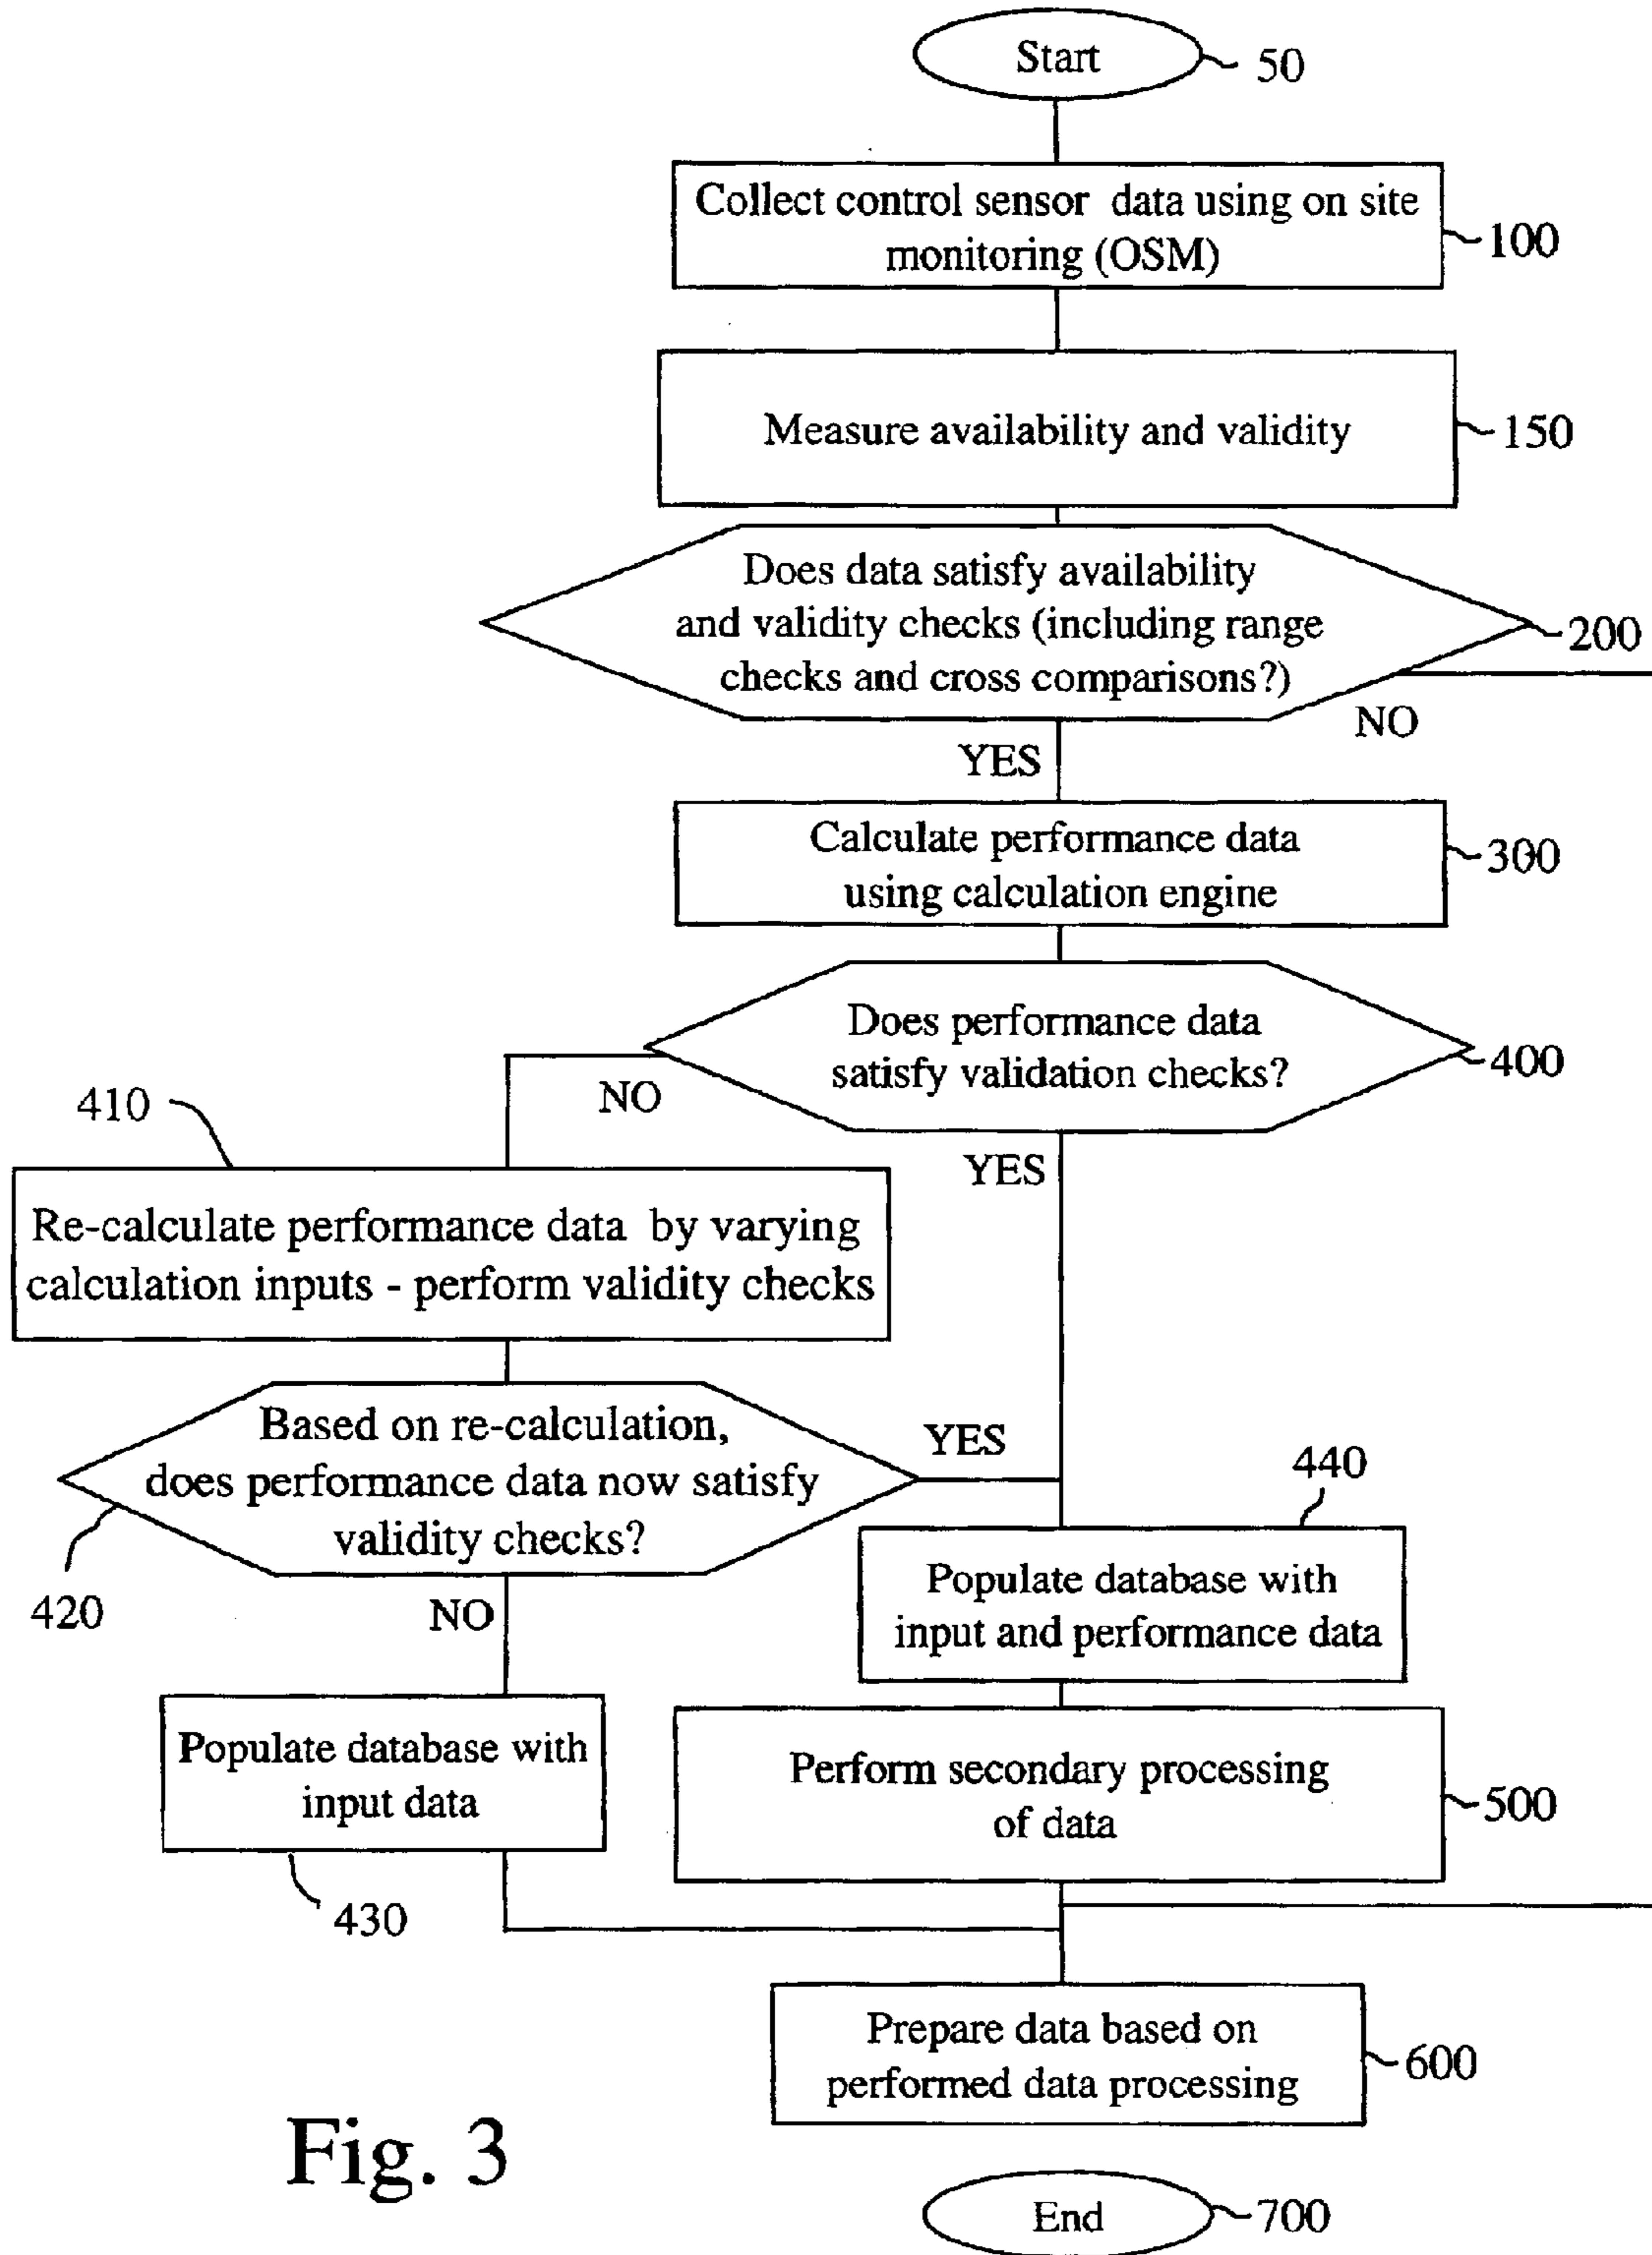 Start
50
Collect control sensor data using on site
monitoring (OSM)
100
Measure availability and validity
150
Does data satisfy availability
and validity checks (including range
checks and cross comparisons?)
200
NO
YES
Calculate performance data
using calculation engine
300
Does performance data
satisfy validation checks?
400
NO
YES
410
Re-calculate performance data by varying
calculation inputs - perform validity checks
Based on re-calculation,
does performance data now satisfy
validity checks?
YES
420
NO
440
Populate database with
input and performance data
Populate database with
input data
430
Perform secondary processing
of data
500
Prepare data based on
performed data processing
600
Fig. 3
End
700